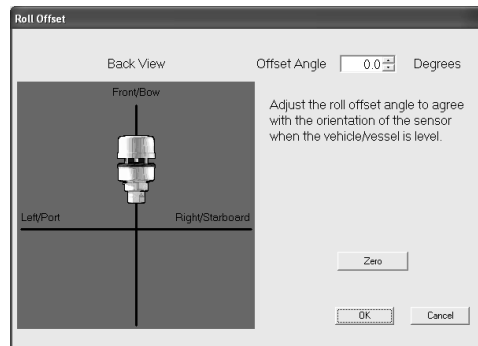 Roll Offset
Back View
Offset Angle 0.0 Degrees
Front/Bow
Adjust the roll offset angle to agree
with the orientation of the sensor
when the vehicle/vessel is level.
Left/Port
Right/Starboard
Zero
OK
Cancel